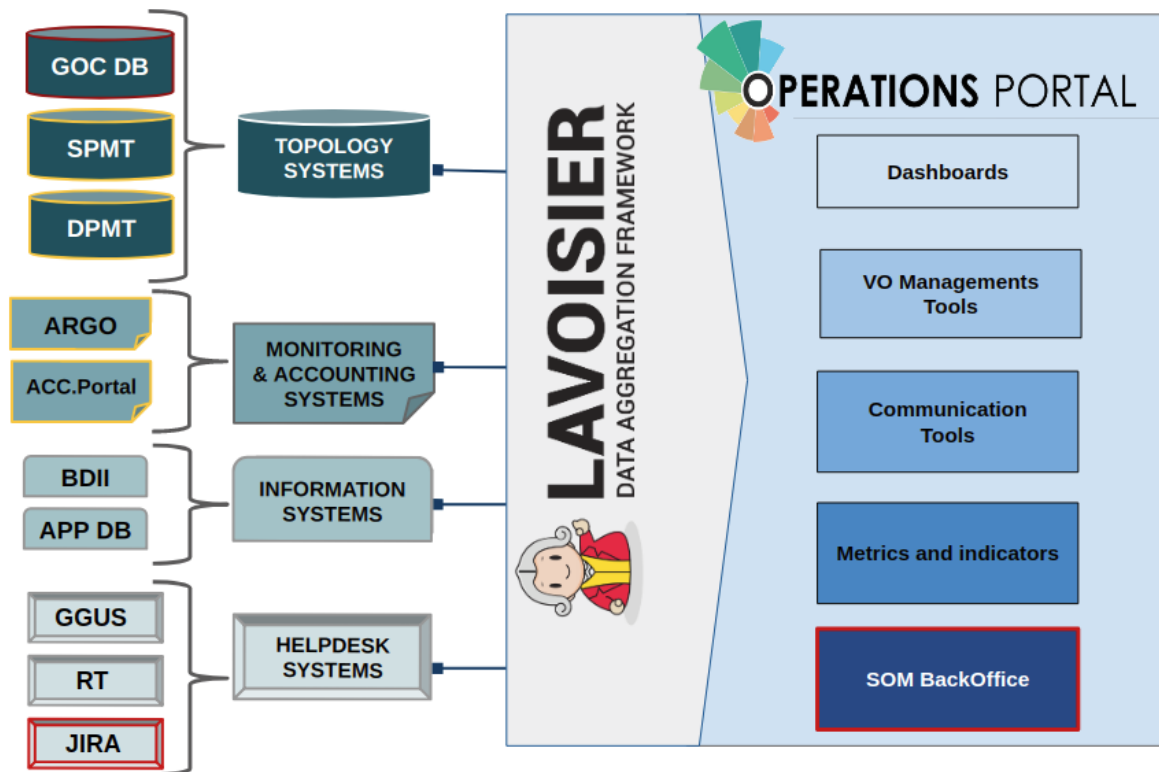 GOC DB
SPMT
DPMT
TOPOLOGY
SYSTEMS
ARGO
ACC.Portal
MONITORING
& ACCOUNTING
SYSTEMS
BDII
APP DB
INFORMATION
SYSTEMS
GGUS
RT
JIRA
HELPDESK
SYSTEMS
LAVOISIER
DATA AGGREGATION FRAMEWORK
OPERATIONS PORTAL
Dashboards
VO Managements
Tools
Communication
Tools
Metrics and indicators
SOM BackOffice